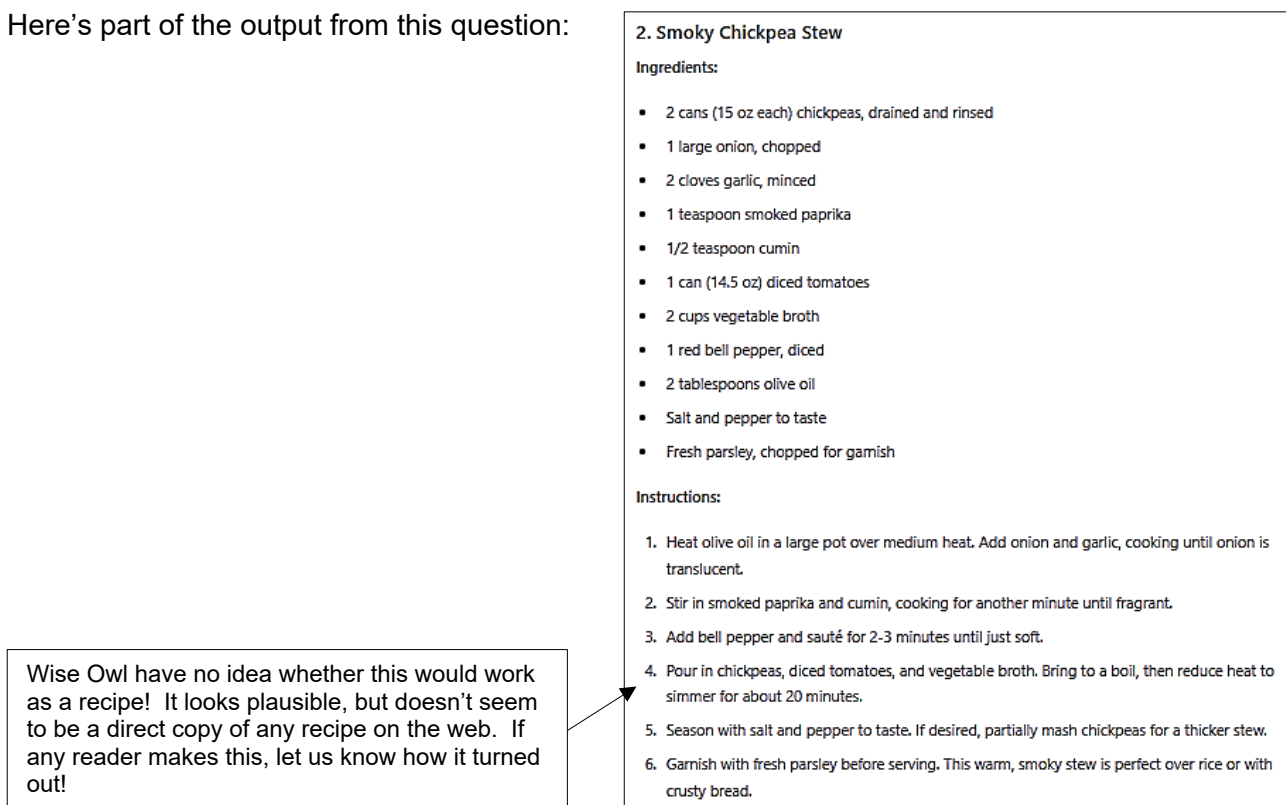 Here’s part of the output from this question:
2. Smoky Chickpea Stew
Ingredients:
▪ 2 cans (15 oz each) chickpeas, drained and rinsed
▪ 1 large onion, chopped
▪ 2 cloves garlic, minced
▪ 1 teaspoon smoked paprika
▪ 1/2 teaspoon cumin
▪ 1 can (14.5 oz) diced tomatoes
▪ 2 cups vegetable broth
▪ 1 red bell pepper, diced
▪ 2 tablespoons olive oil
▪ Salt and pepper to taste
▪ Fresh parsley, chopped for garnish
Instructions:
1. Heat olive oil in a large pot over medium heat. Add onion and garlic, cooking until onion is
translucent.
2. Stir in smoked paprika and cumin, cooking for another minute until fragrant.
3. Add bell pepper and sauté for 2-3 minutes until just soft.
4. Pour in chickpeas, diced tomatoes, and vegetable broth. Bring to a boil, then reduce heat to
simmer for about 20 minutes.
5. Season with salt and pepper to taste. If desired, partially mash chickpeas for a thicker stew.
6. Garnish with fresh parsley before serving. This warm, smoky stew is perfect over rice or with
crusty bread.
Wise Owl have no idea whether this would work
as a recipe! It looks plausible, but doesn’t seem
to be a direct copy of any recipe on the web. If
any reader makes this, let us know how it turned
out!